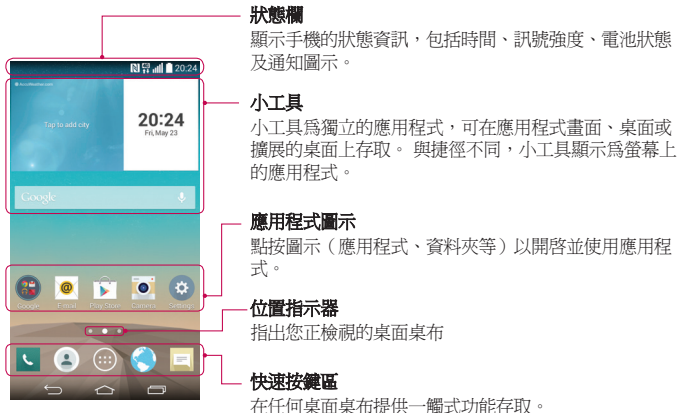 狀態欄
顯示手機的狀態資訊，包括時間、訊號強度、電池狀態
及通知圖示。
20:24
Tap to add city
20:24
Fri, May 23
Google
小工具
小工具為獨立的應用程式，可在應用程式畫面、桌面或
擴展的桌面上存取。 與捷徑不同，小工具顯示為螢幕上
的應用程式。
應用程式圖示
點按圖示（應用程式、資料夾等）以開啓並使用應用程
式。
Google
Email
Play Store
Camera
Settings
位置指示器
指出您正檢視的桌面桌布
快速按鍵區
在任何桌面桌布提供一觸式功能存取。